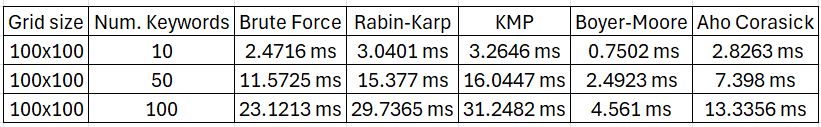 Grid size Num. Keywords Brute Force Rabin-Karp KMP Boyer-Moore Aho Corasick
100x100 10 2.4716 ms 3.0401 ms 3.2646 ms 0.7502 ms 2.8263 ms
100x100 50 11.5725 ms 15.377 ms 16.0447 ms 2.4923 ms 7.398 ms
100x100 100 23.1213 ms 29.7365 ms 31.2482 ms 4.561 ms 13.3356 ms